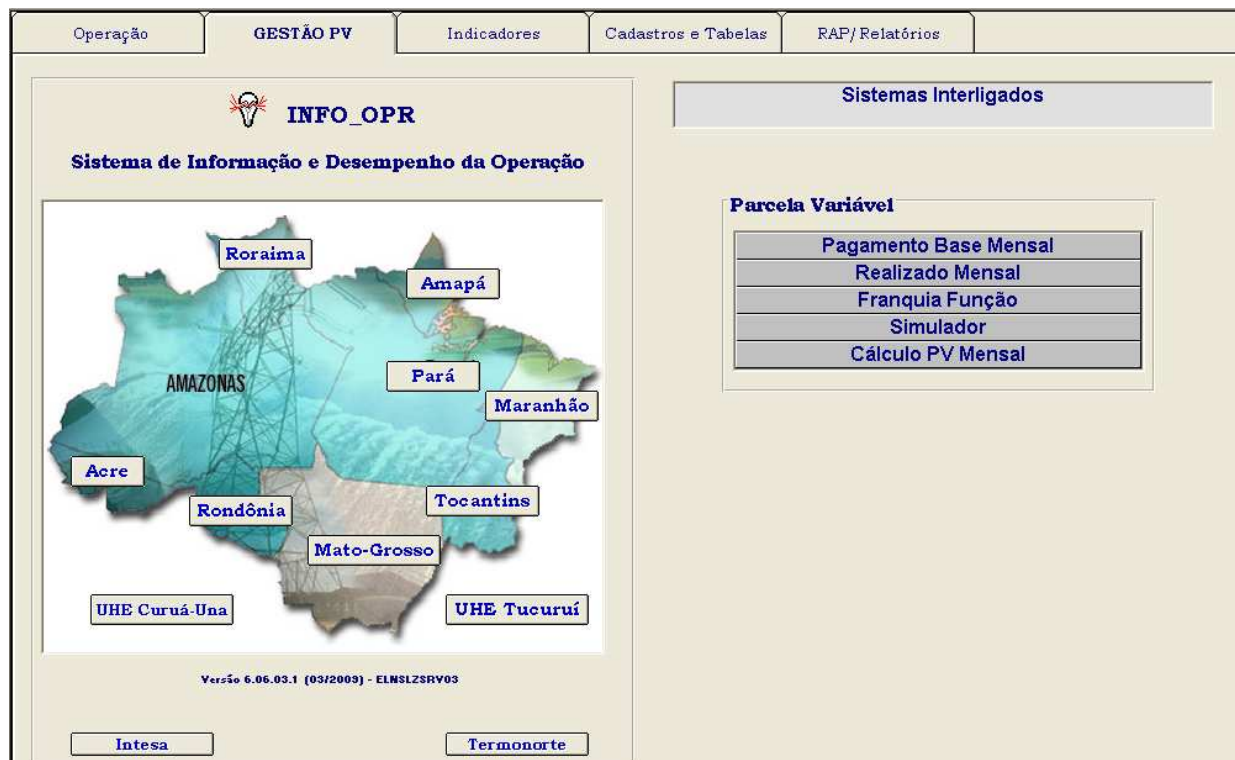 Operação
GESTÃO PV
Indicadores
Cadastros e Tabelas
RAP/Relatórios
INFO_OPR
Sistema de Informação e Desempenho da Operação
Roraima
Amapá
Pará
AMAZONAS
Maranhão
Acre
Tocantins
Rondônia
Mato-Grosso
UHE Curuá-Una
UHE Tucuruí
Versão 6.06.03.1 (03/2009) - ELNSLZSRV03
Intesa
Termonorte
Sistemas Interligados
Parcela Variável
Pagamento Base Mensal
Realizado Mensal
Franquia Função
Simulador
Cálculo PV Mensal